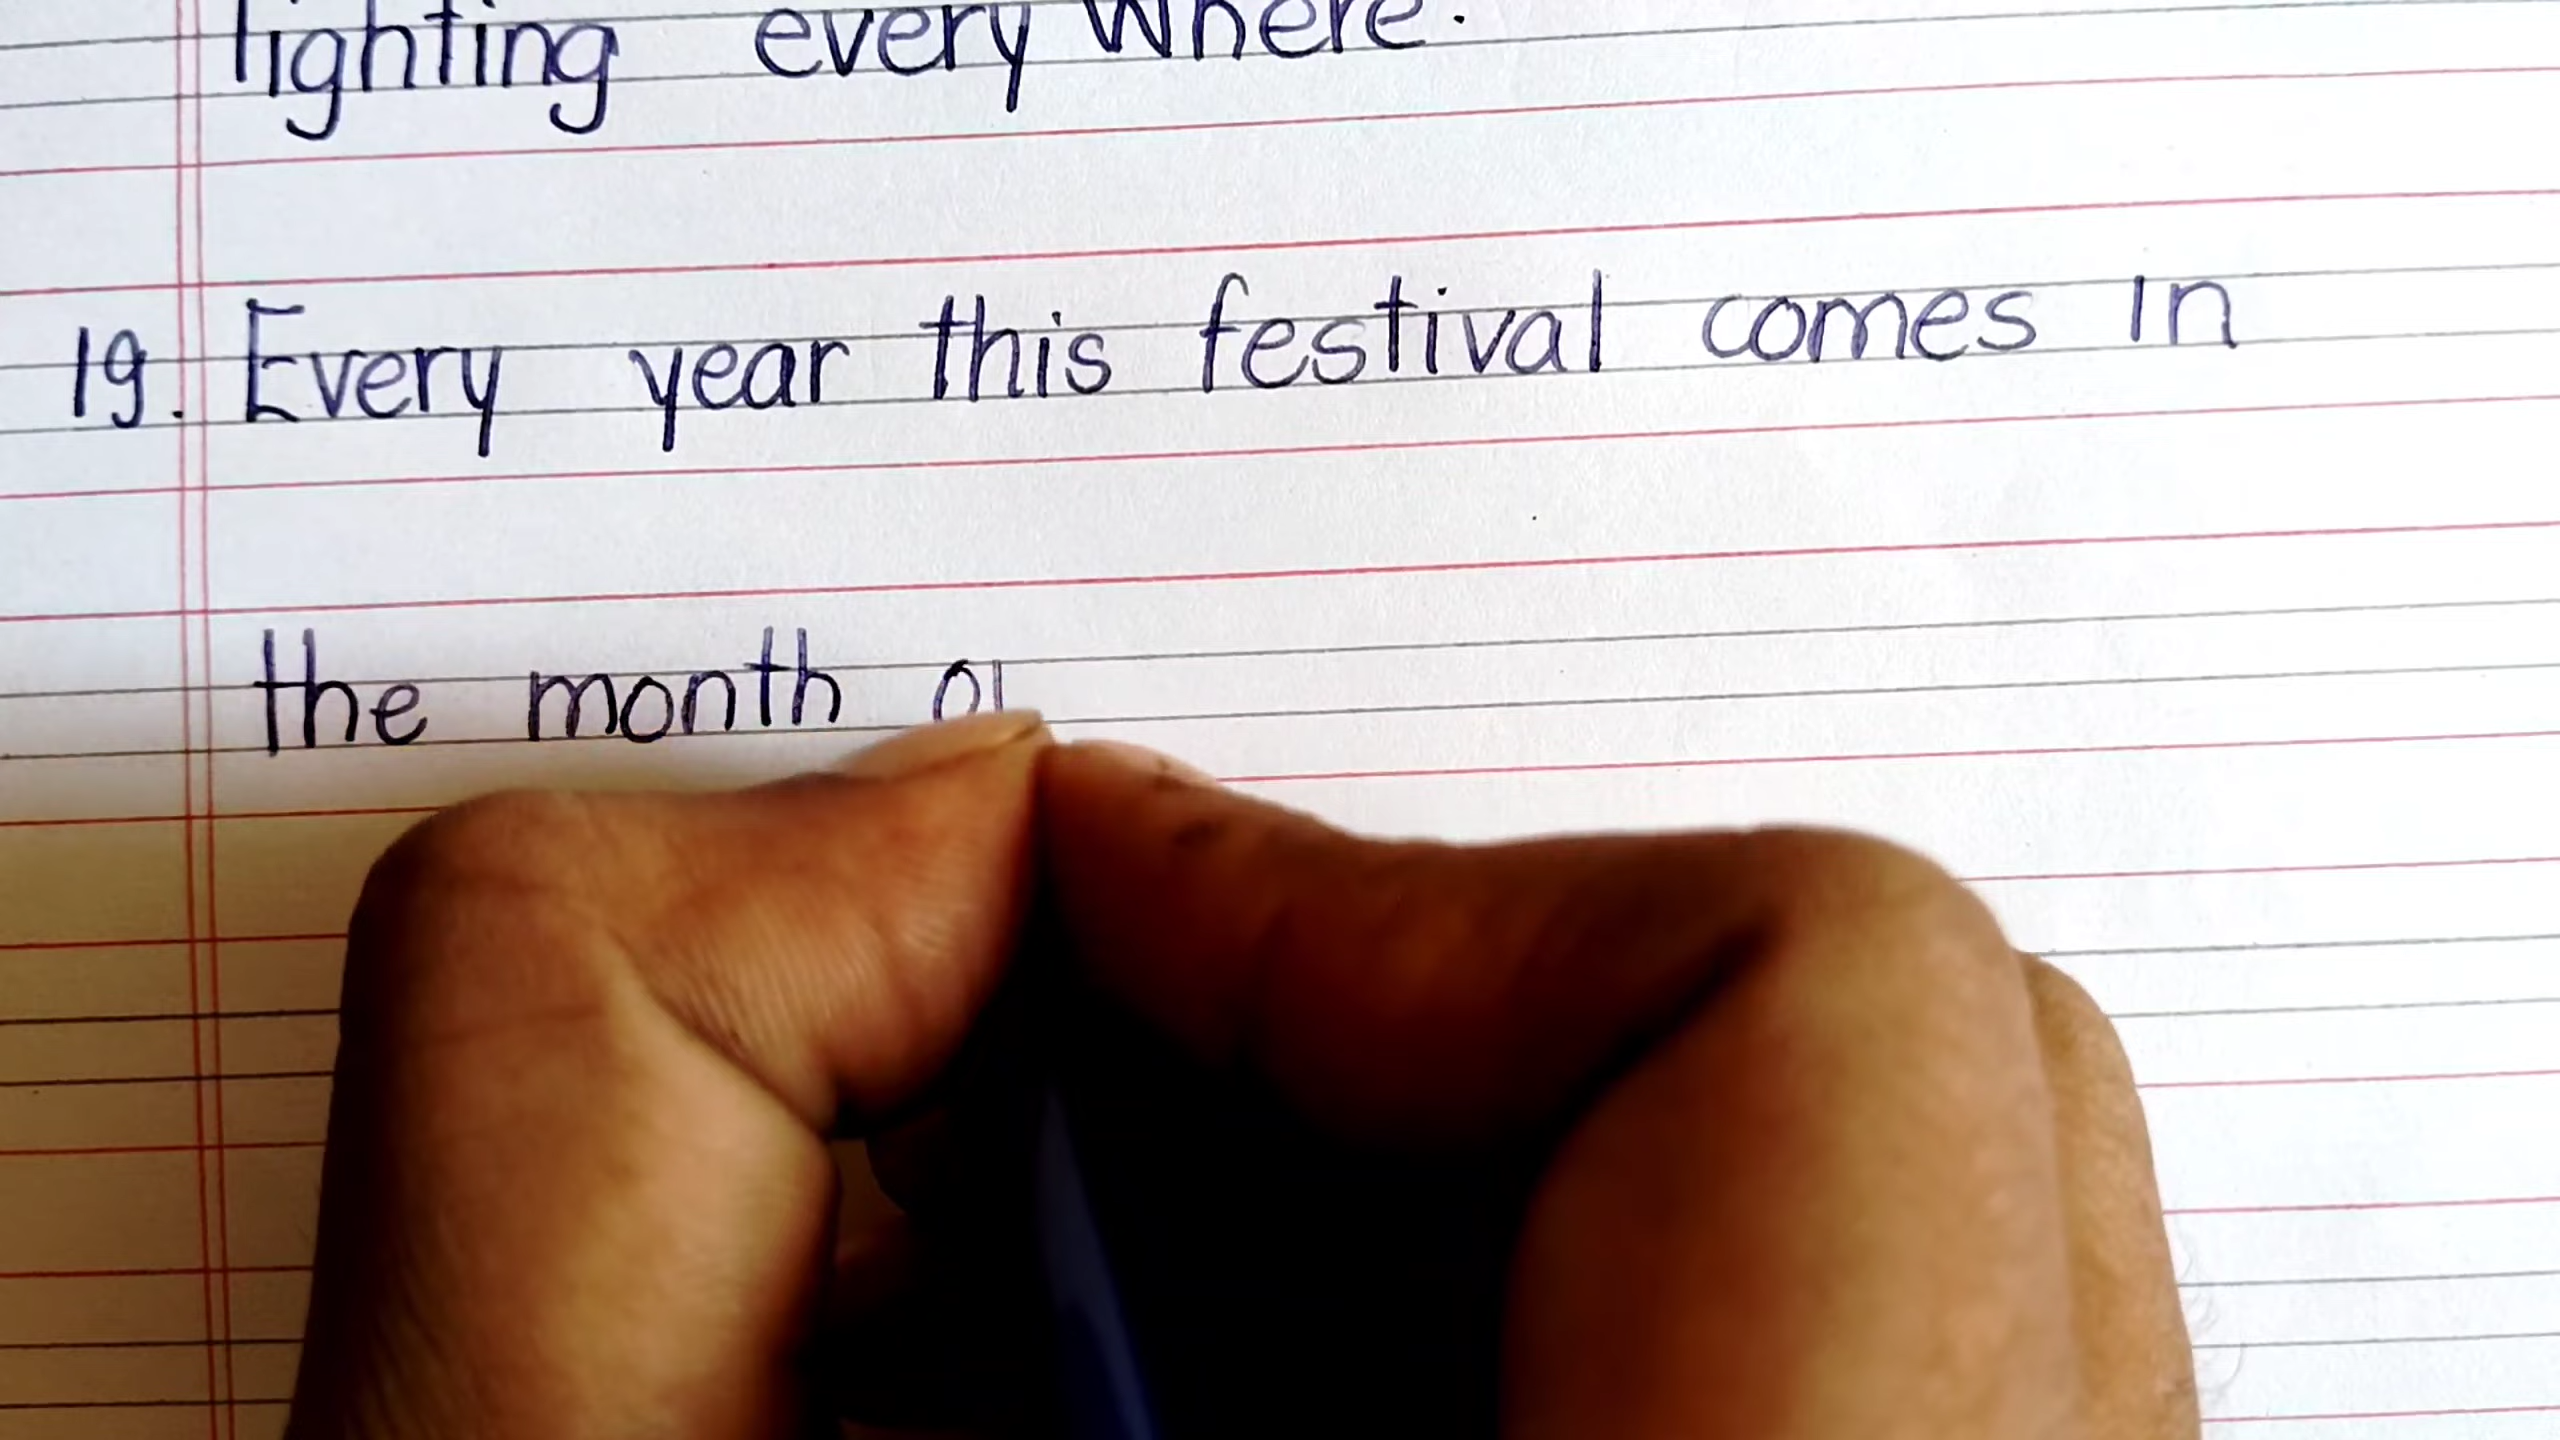 lighting every where.
19. Every year this festival comes in
the month